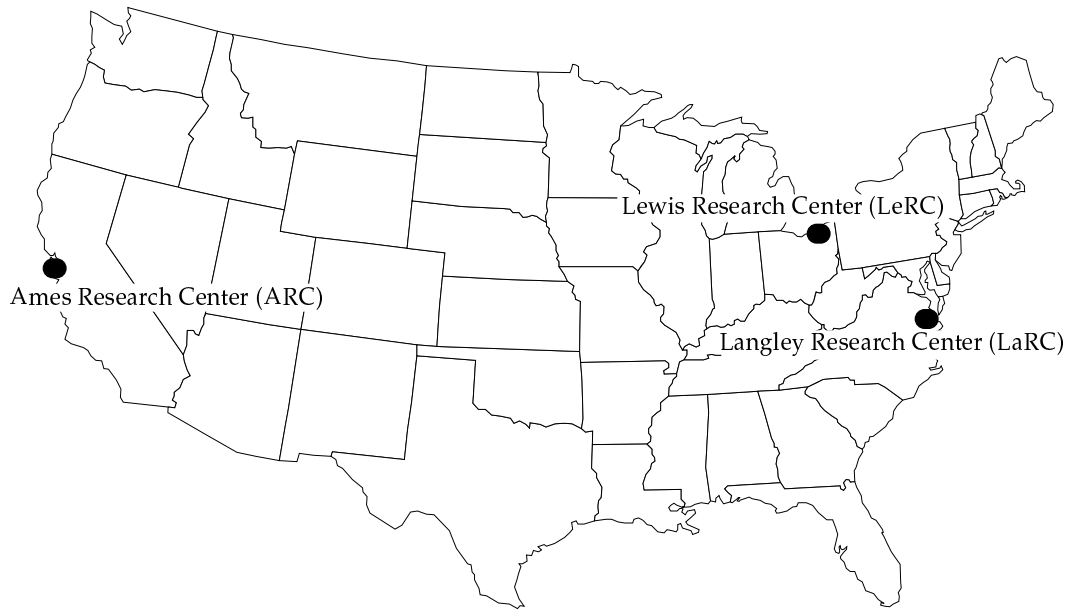 Lewis Research Center (LeRC)
Ames Research Center (ARC)
Langley Research Center (LaRC)